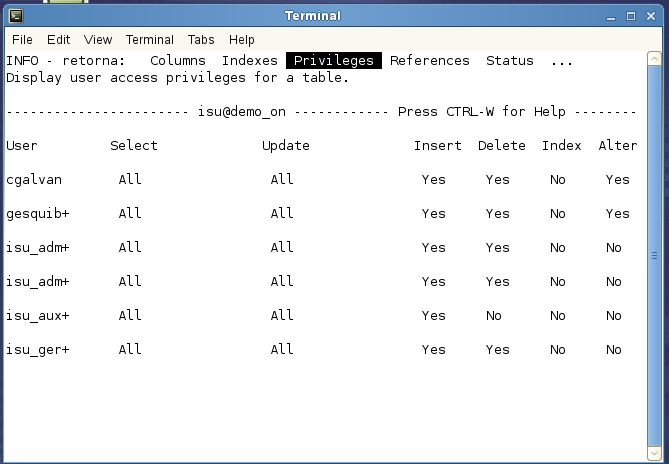 Terminal
File Edit View Terminal Tabs Help
INFO - retorna: Columns Indexes Privileges References Status ...
Display user access privileges for a table.
----------------------- isu@demo_on ------------ Press CTRL-W for Help --------
User Select Update Insert Delete Index Alter
cgalvan All All Yes Yes No Yes
gesquib+ All All Yes Yes No Yes
isu_adm+ All All Yes Yes No No
isu_adm+ All All Yes Yes No No
isu_aux+ All All Yes No No No
isu_ger+ All All Yes Yes No No